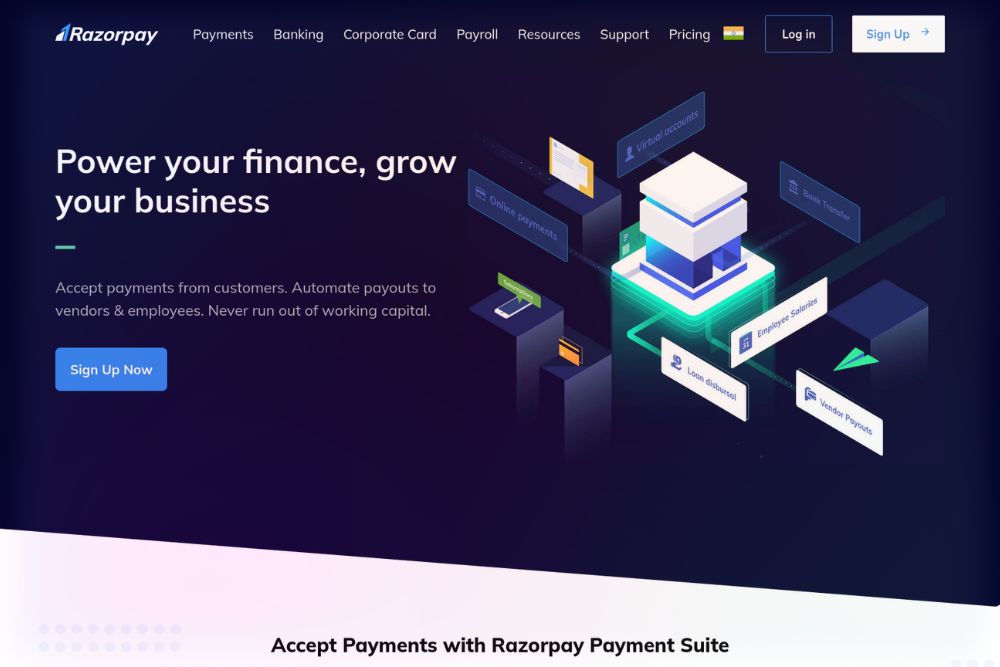 Razorpay
Payments
Banking
Corporate Card
Payroll
Resources
Support
Pricing
Log in
Sign Up
Power your finance, grow
your business
Accept payments from customers. Automate payouts to
vendors & employees. Never run out of working capital.
Sign Up Now
Virtual accounts
Online payments
Bank Transfer
Subscriptions
Employee Salaries
31
Loan disbursal
Vendor Payouts
Accept Payments with Razorpay Payment Suite